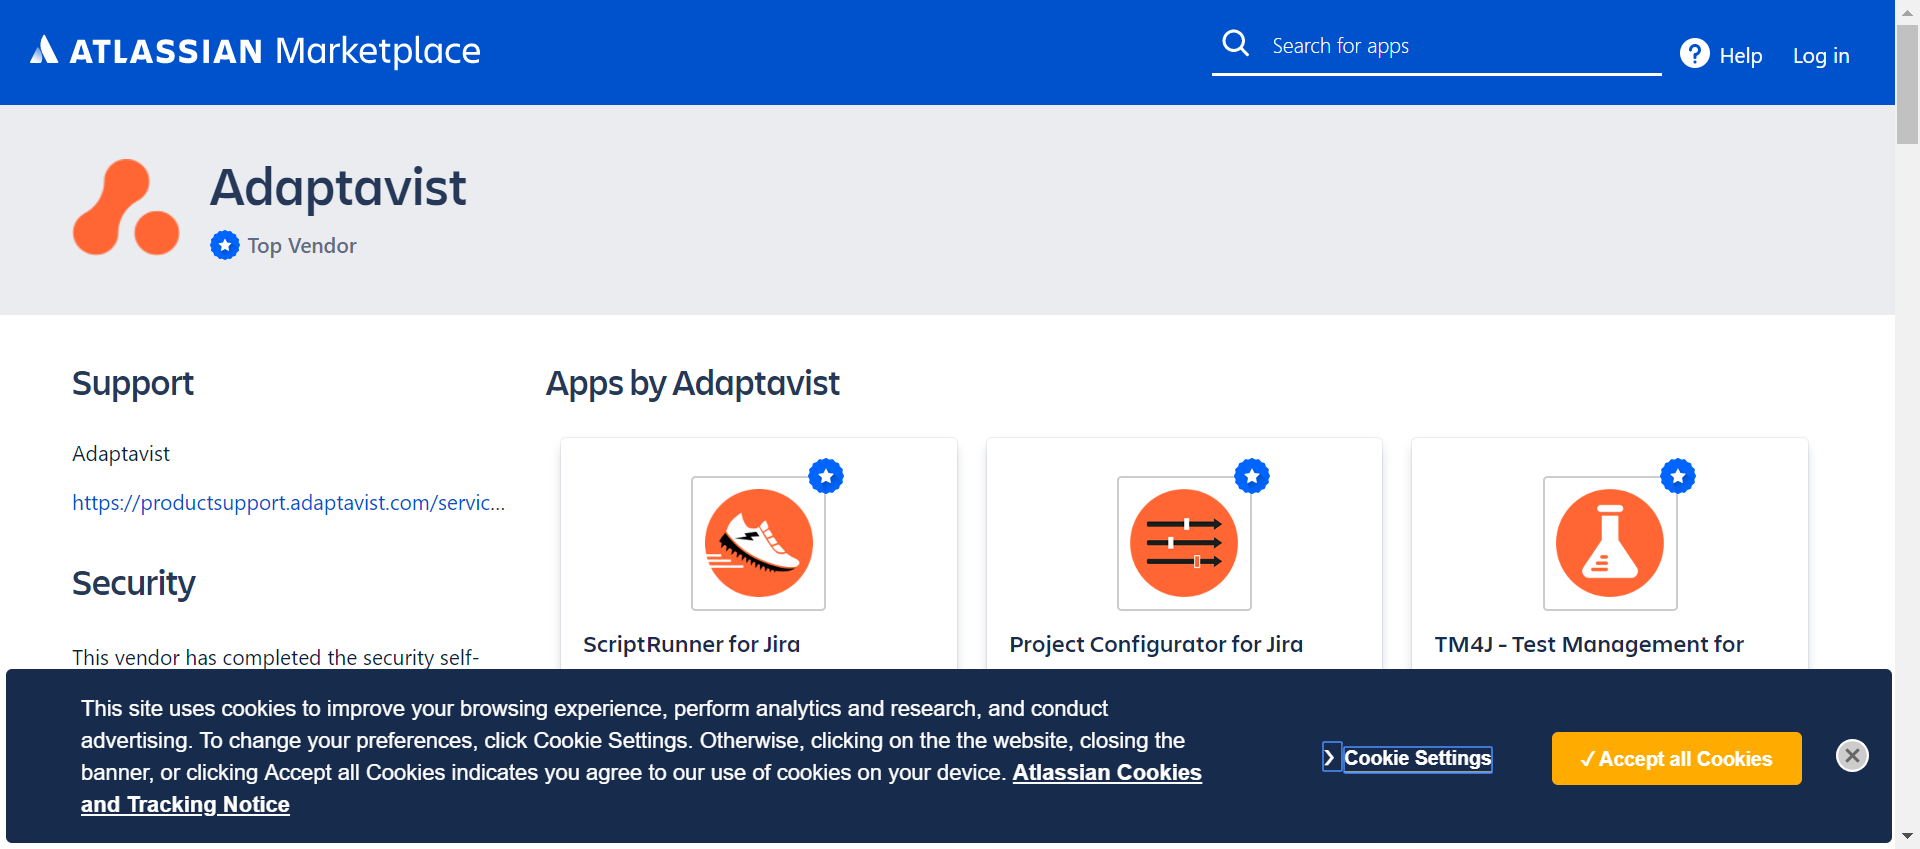 ATLASSIAN Marketplace
Search for apps
Help
Log in
Adaptavist
Top Vendor
Support
Adaptavist
https://productsupport.adaptavist.com/servic...
Security
This vendor has completed the security self-
Apps by Adaptavist
ScriptRunner for Jira
Project Configurator for Jira
TM4J - Test Management for
This site uses cookies to improve your browsing experience, perform analytics and research, and conduct
advertising. To change your preferences, click Cookie Settings. Otherwise, clicking on the the website, closing the
banner, or clicking Accept all Cookies indicates you agree to our use of cookies on your device. Atlassian Cookies
and Tracking Notice
Cookie Settings
✓ Accept all Cookies